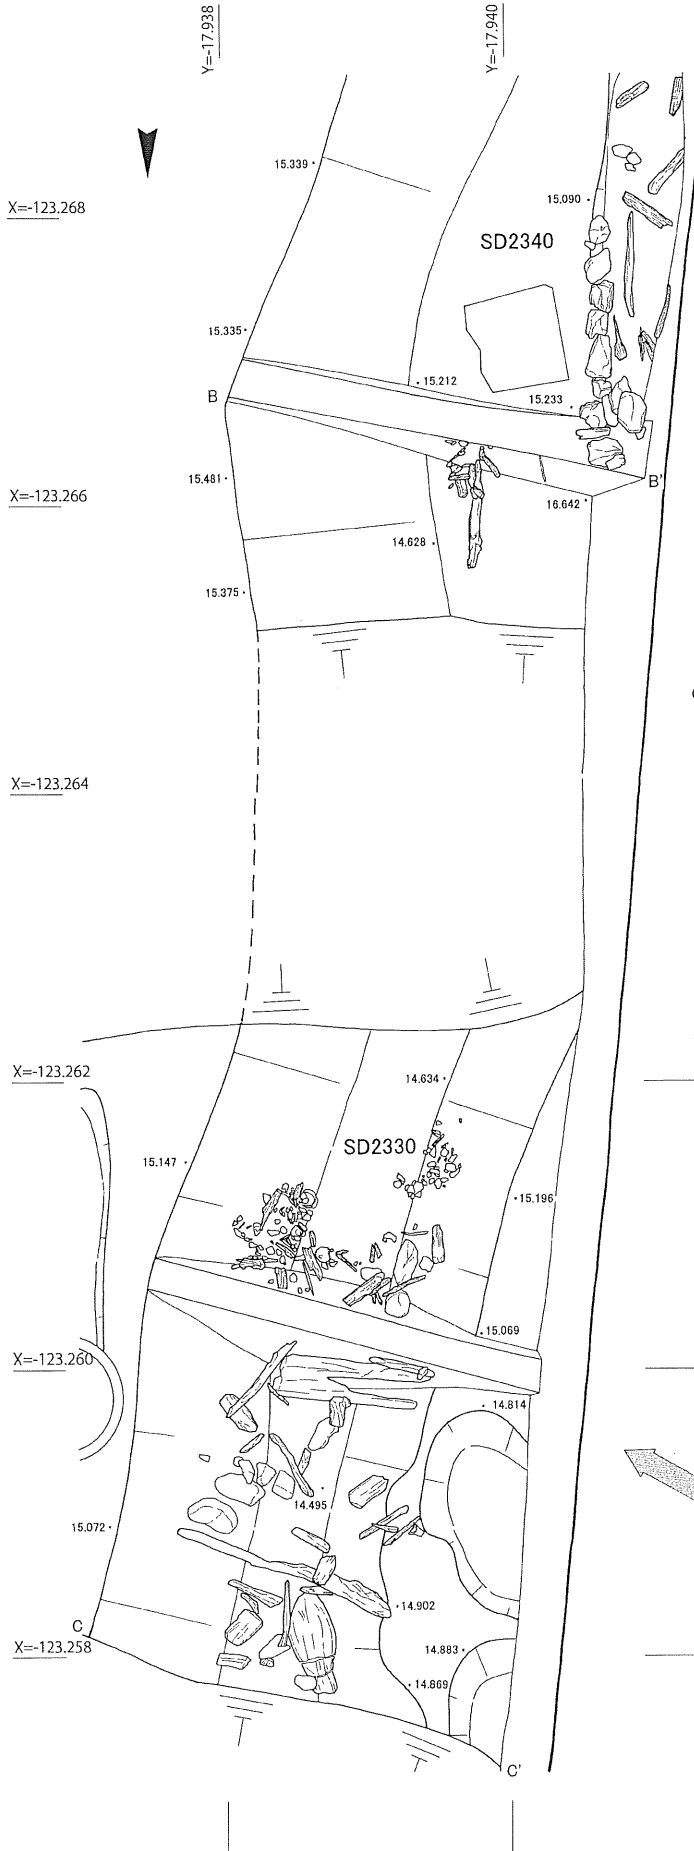 Y=-17.938
Y=-17.940
15.339
X=-123.268
15.090
SD2340
15.335
15.212
B
15.233
15.481
B'
X=-123.266
16.642
14.628
15.375
X=-123.264
X=-123.262
14.634
SD2330
15.147
15.196
15.069
X=-123.260
14.814
14.495
15.072
14.902
C
X=-123.258
14.883
14.869
C'